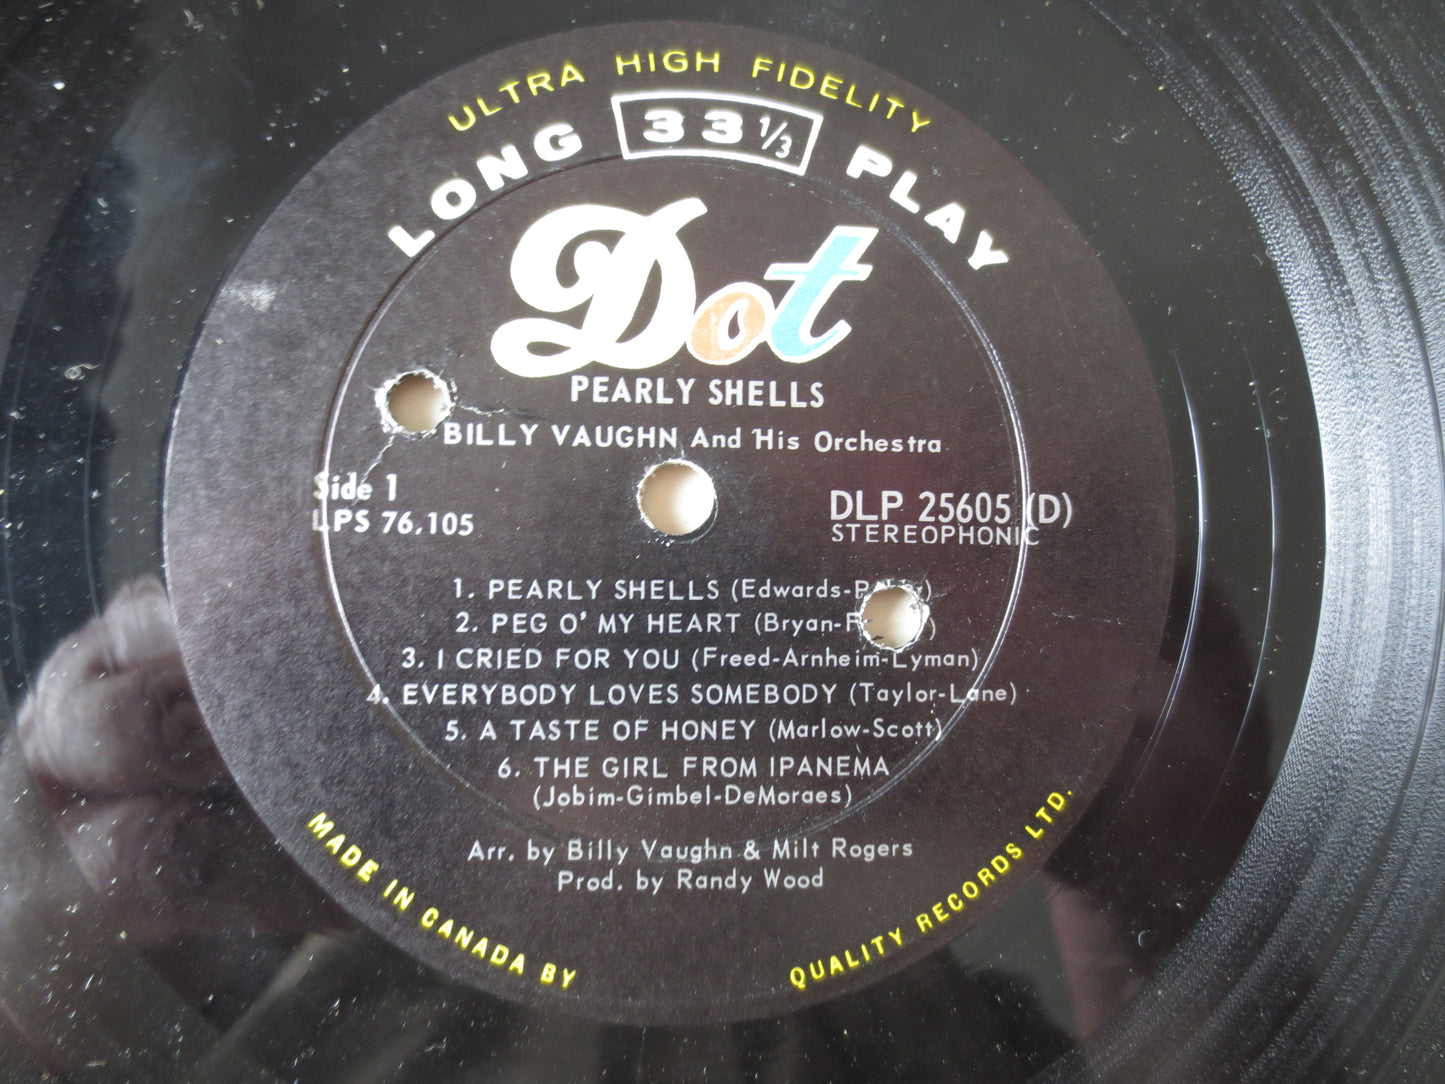 ULTRA HIGH FIDELITY
LONG 33 1/3 PLAY
Dot
PEARLY SHELLS
BILLY VAUGHN And His Orchestra
Side 1
LPS 76,105
DLP 25605 (D)
STEREOPHONIC
1. PEARLY SHELLS (Edwards-
2. PEG O' MY HEART (Bryan-
3. I CRIED FOR YOU (Freed-Arnheim-Lyman)
4. EVERYBODY LOVES SOMEBODY (Taylor-Lane)
5. A TASTE OF HONEY (Marlow-Scott)
6. THE GIRL FROM IPANEMA
(Jobim-Gimbel-DeMoraes)
Arr. by Billy Vaughn & Milt Rogers
Prod. by Randy Wood
MADE IN CANADA BY QUALITY RECORDS LTD.